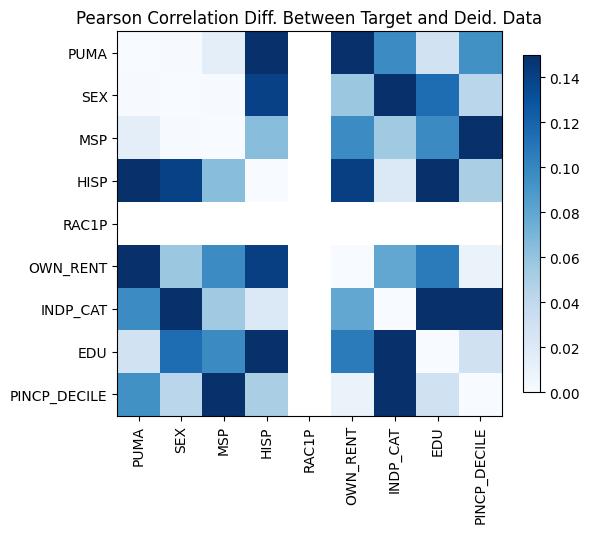 Pearson Correlation Diff. Between Target and Deid. Data
PUMA
SEX
MSP
HISP
RAC1P
OWN_RENT
INDP_CAT
EDU
PINCP_DECILE
PUMA
SEX
MSP
HISP
RAC1P
OWN_RENT
INDP_CAT
EDU
PINCP_DECILE
0.14
0.12
0.10
0.08
0.06
0.04
0.02
0.00